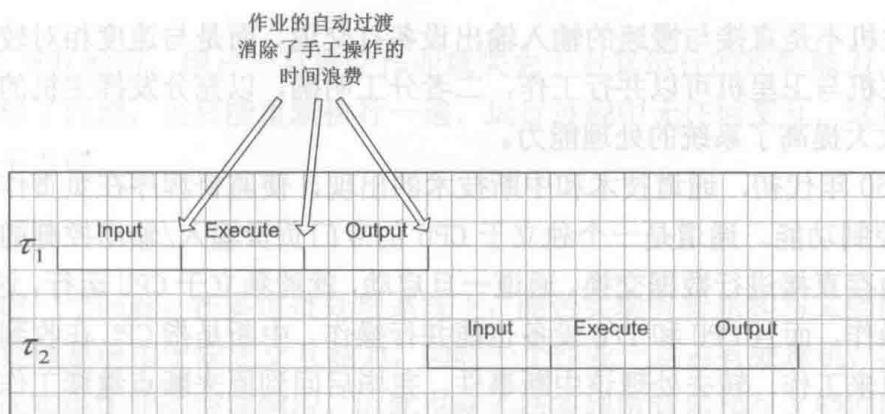 作业的自动过渡
消除了手工操作的
时间浪费
Input Execute Output
τ1
Input Execute Output
τ2